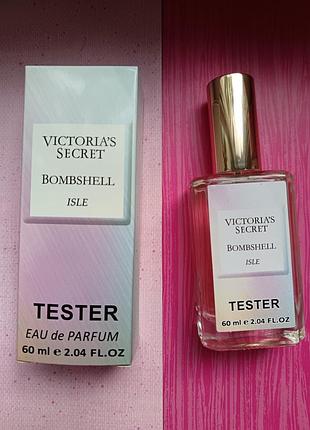 VICTORIA'S
SECRET
BOMBSHELL
ISLE
TESTER
EAU de PARFUM
60 ml e 2.04 FL.OZ
VICTORIA'S
SECRET
BOMBSHELL
ISLE
TESTER
60 ml e 2.04 FL.OZ